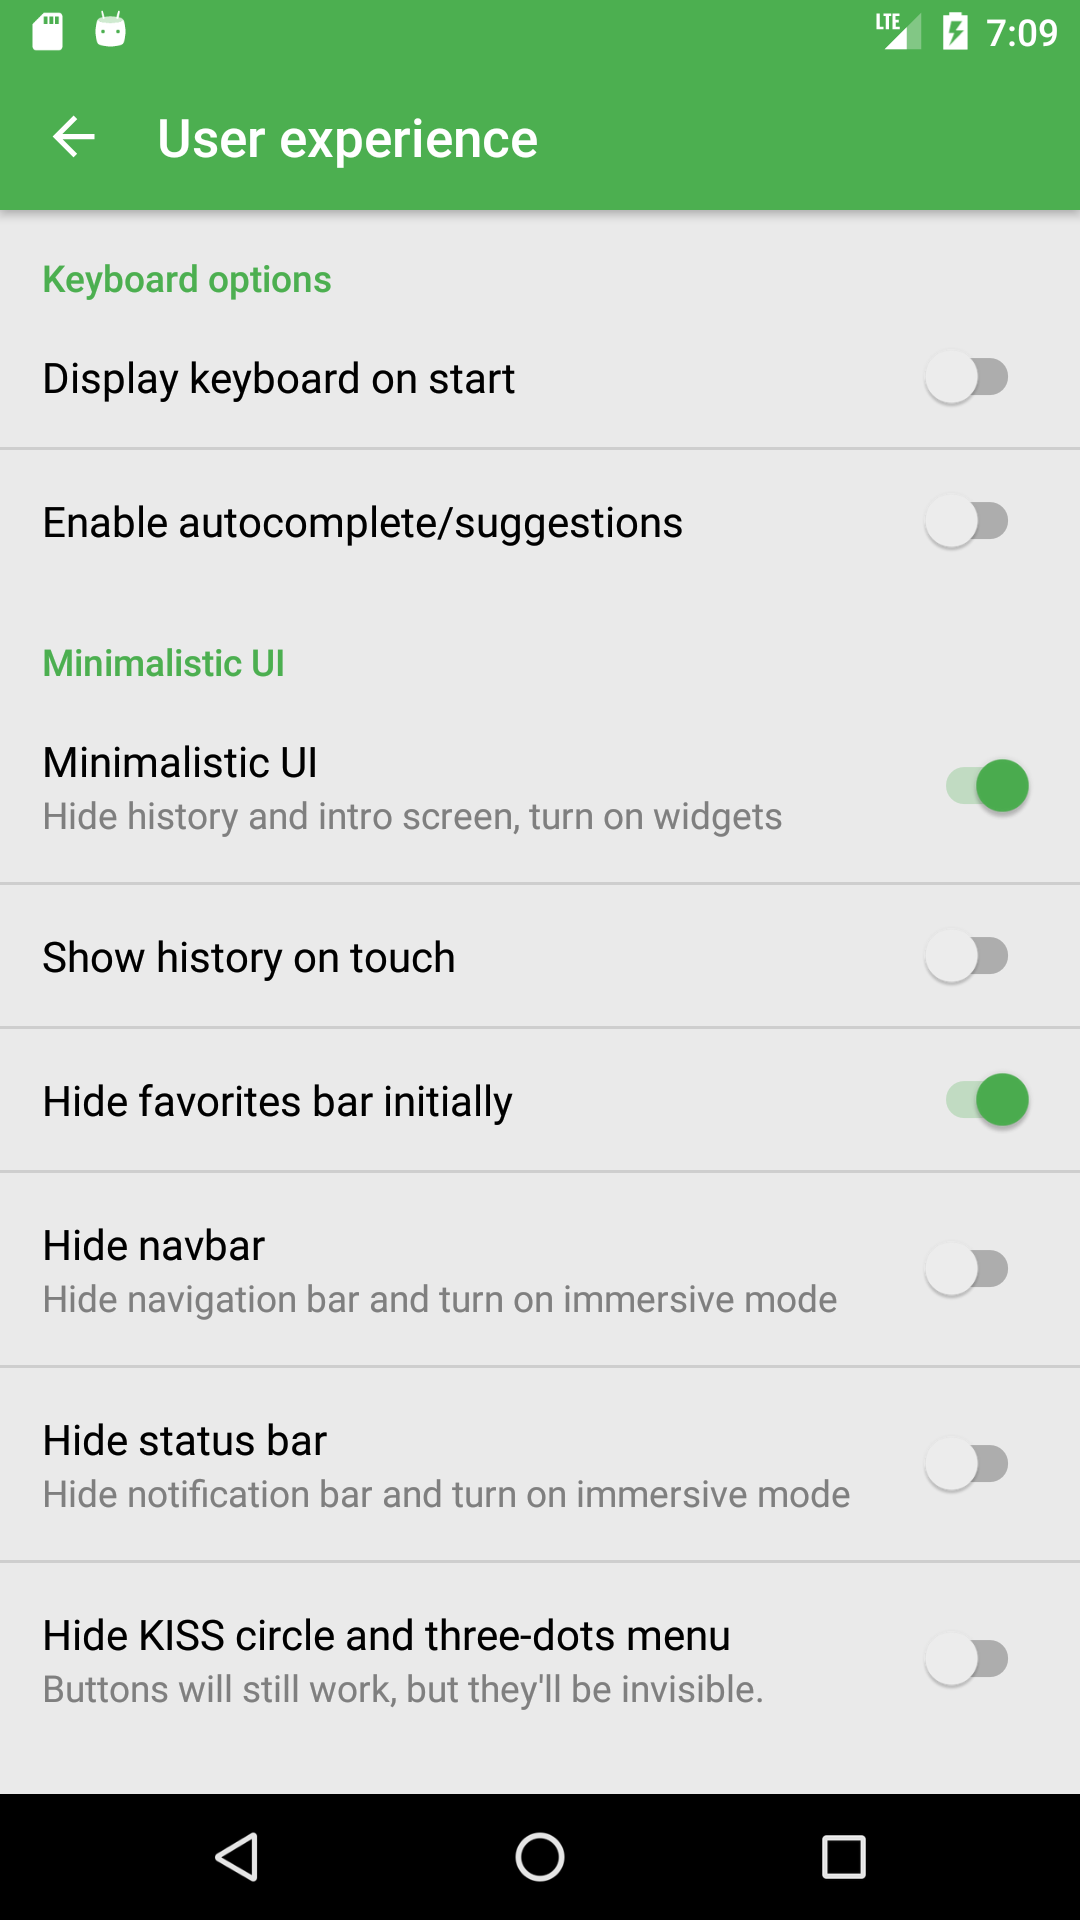 LTE 7:09
User experience
Keyboard options
Display keyboard on start
Enable autocomplete/suggestions
Minimalistic UI
Minimalistic UI
Hide history and intro screen, turn on widgets
Show history on touch
Hide favorites bar initially
Hide navbar
Hide navigation bar and turn on immersive mode
Hide status bar
Hide notification bar and turn on immersive mode
Hide KISS circle and three-dots menu
Buttons will still work, but they'll be invisible.